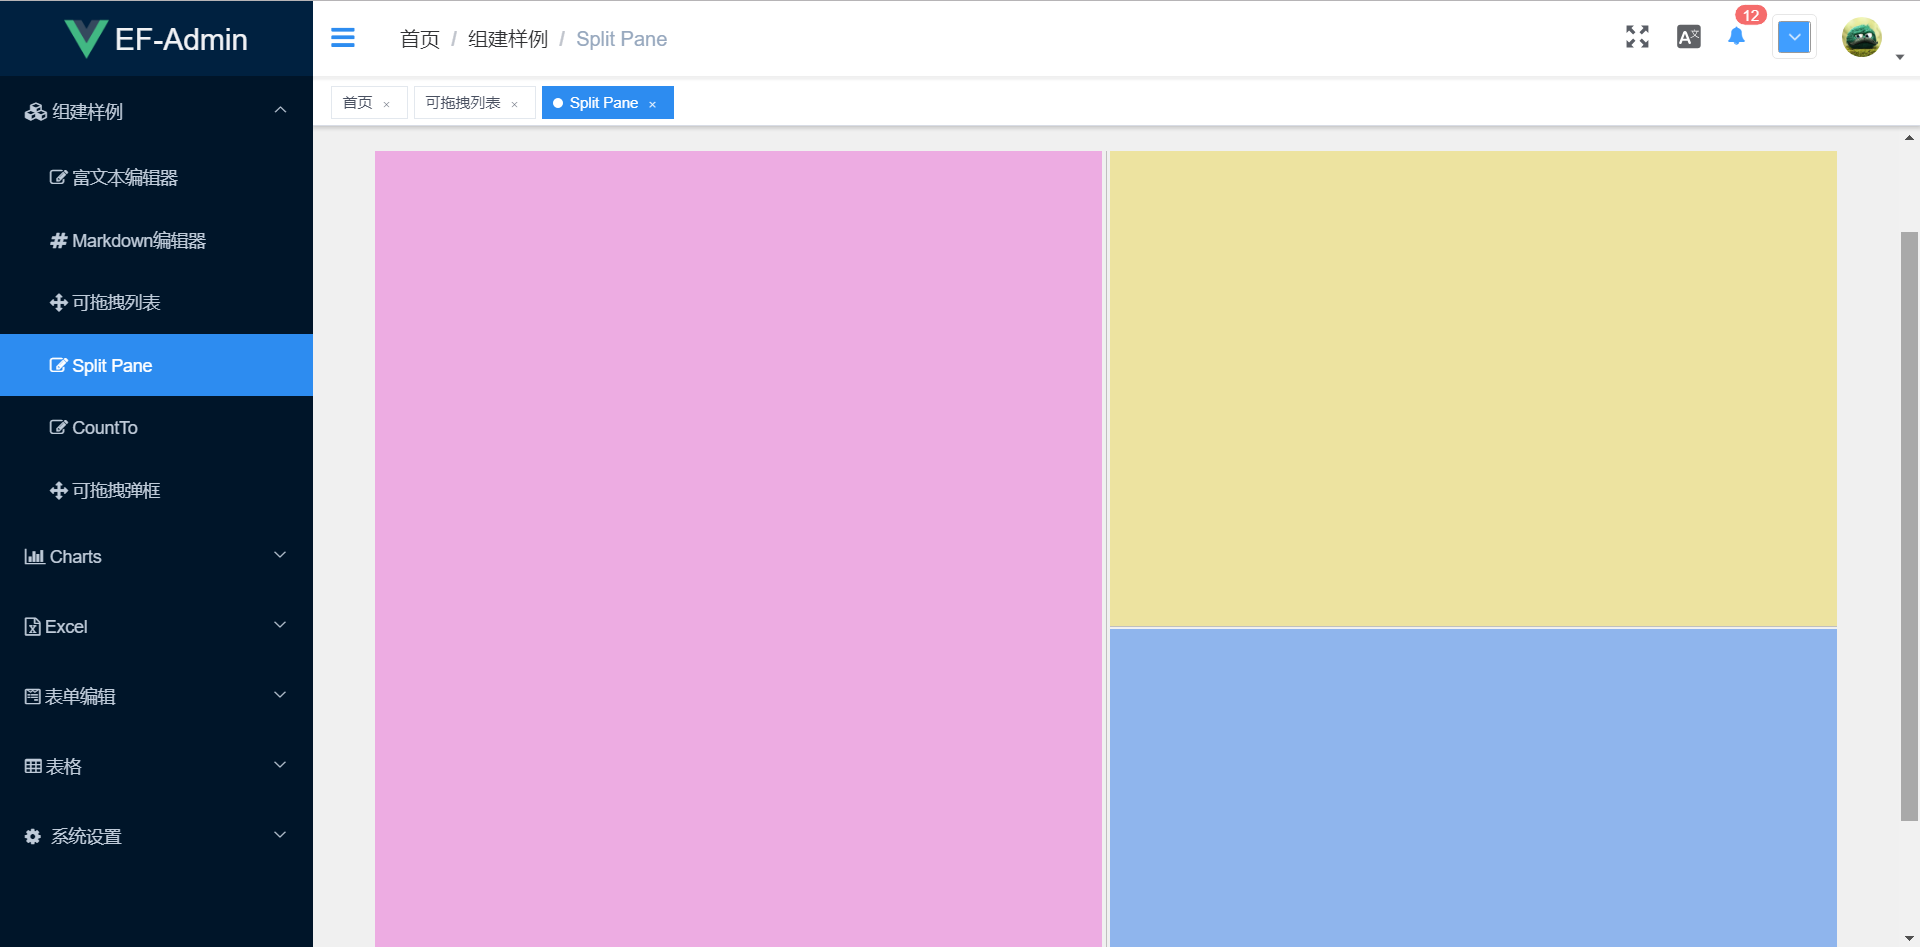 EF-Admin
首页 / 组建样例 / Split Pane
12
首页 ×
可拖拽列表 ×
Split Pane ×
组建样例
富文本编辑器
Markdown编辑器
可拖拽列表
Split Pane
CountTo
可拖拽弹框
Charts
Excel
表单编辑
表格
系统设置